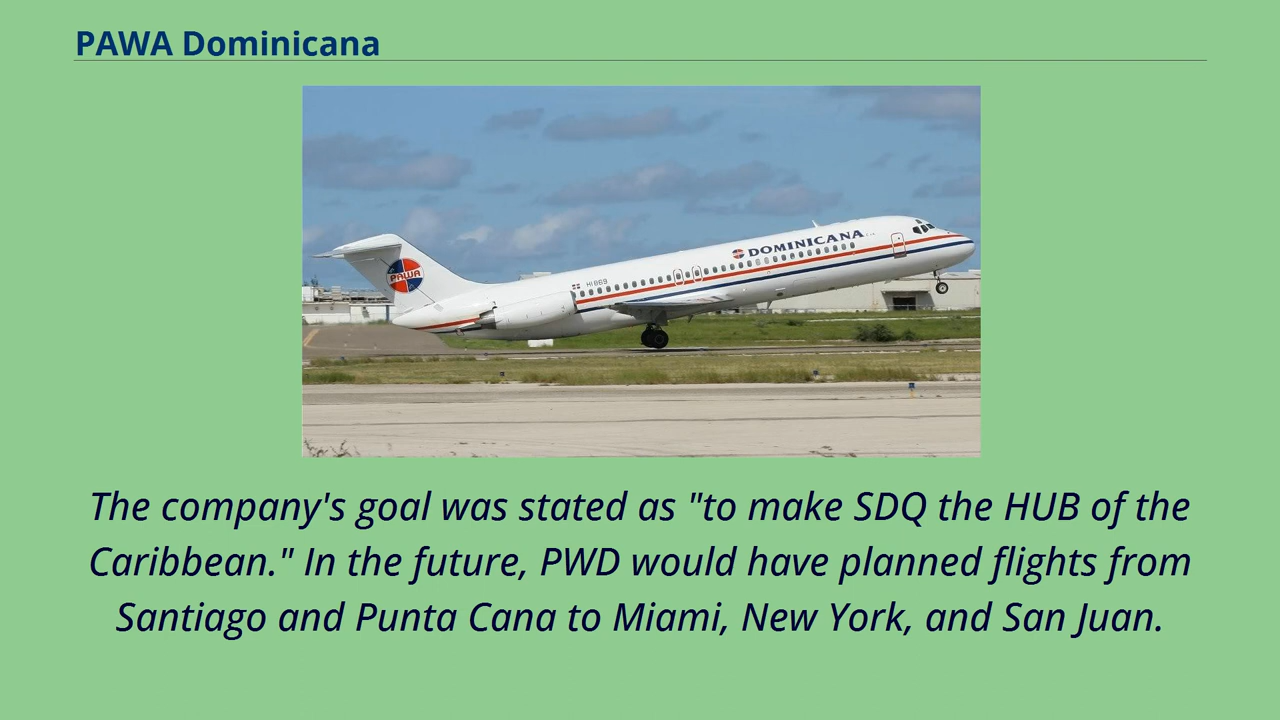 PAWA Dominicana
DOMINICANA
PAWA
HI869
The company's goal was stated as "to make SDQ the HUB of the
Caribbean." In the future, PWD would have planned flights from
Santiago and Punta Cana to Miami, New York, and San Juan.